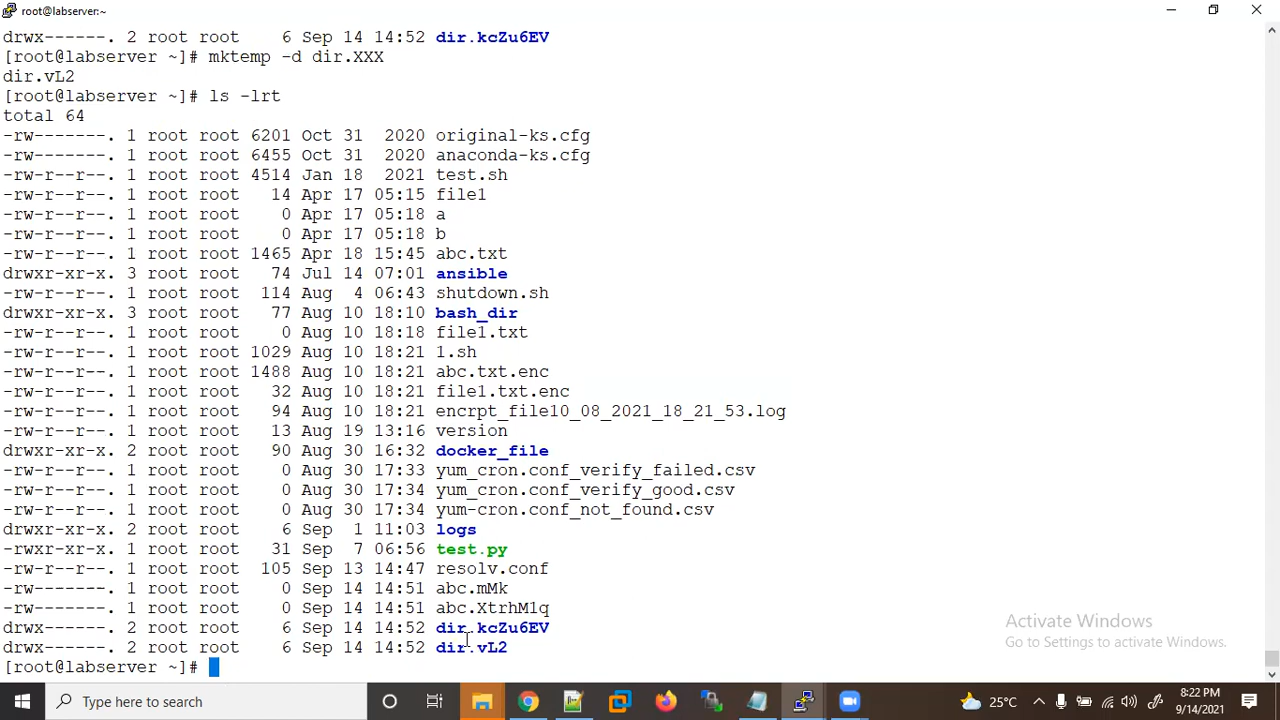 root@labserver:~
drwx------. 2 root root    6 Sep 14 14:52 dir.kcZu6EV
[root@labserver ~]# mktemp -d dir.XXX
dir.vL2
[root@labserver ~]# ls -lrt
total 64
-rw-------. 1 root root 6201 Oct 31  2020 original-ks.cfg
-rw-------. 1 root root 6455 Oct 31  2020 anaconda-ks.cfg
-rw-r--r--. 1 root root 4514 Jan 18  2021 test.sh
-rw-r--r--. 1 root root   14 Apr 17 05:15 file1
-rw-r--r--. 1 root root    0 Apr 17 05:18 a
-rw-r--r--. 1 root root    0 Apr 17 05:18 b
-rw-r--r--. 1 root root 1465 Apr 18 15:45 abc.txt
drwxr-xr-x. 3 root root   74 Jul 14 07:01 ansible
-rw-r--r--. 1 root root  114 Aug  4 06:43 shutdown.sh
drwxr-xr-x. 3 root root   77 Aug 10 18:10 bash_dir
-rw-r--r--. 1 root root    0 Aug 10 18:18 file1.txt
-rw-r--r--. 1 root root 1029 Aug 10 18:21 1.sh
-rw-r--r--. 1 root root 1488 Aug 10 18:21 abc.txt.enc
-rw-r--r--. 1 root root   32 Aug 10 18:21 file1.txt.enc
-rw-r--r--. 1 root root   94 Aug 10 18:21 encrpt_file10_08_2021_18_21_53.log
-rw-r--r--. 1 root root   13 Aug 19 13:16 version
drwxr-xr-x. 2 root root   90 Aug 30 16:32 docker_file
-rw-r--r--. 1 root root    0 Aug 30 17:33 yum_cron.conf_verify_failed.csv
-rw-r--r--. 1 root root    0 Aug 30 17:34 yum_cron.conf_verify_good.csv
-rw-r--r--. 1 root root    0 Aug 30 17:34 yum-cron.conf_not_found.csv
drwxr-xr-x. 2 root root    6 Sep  1 11:03 logs
-rwxr-xr-x. 1 root root   31 Sep  7 06:56 test.py
-rw-r--r--. 1 root root  105 Sep 13 14:47 resolv.conf
-rw-------. 1 root root    0 Sep 14 14:51 abc.mMk
-rw-------. 1 root root    0 Sep 14 14:51 abc.XtrhM1q
drwx------. 2 root root    6 Sep 14 14:52 dir.kcZu6EV
drwx------. 2 root root    6 Sep 14 14:52 dir.vL2
[root@labserver ~]#
Activate Windows
Go to Settings to activate Windows.
Type here to search
25°C
8:22 PM
9/14/2021